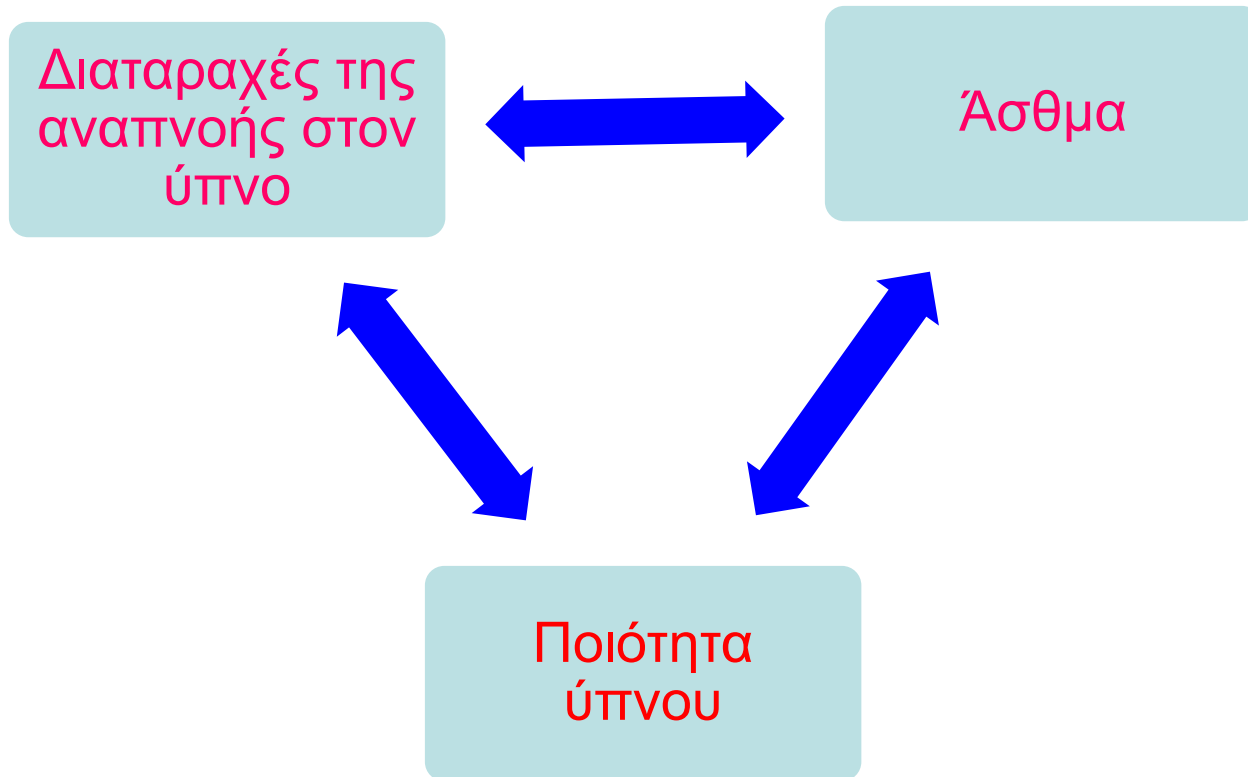 Διαταραχές της
αναπνοής στον
ύπνο
Άσθμα
Ποιότητα
ύπνου